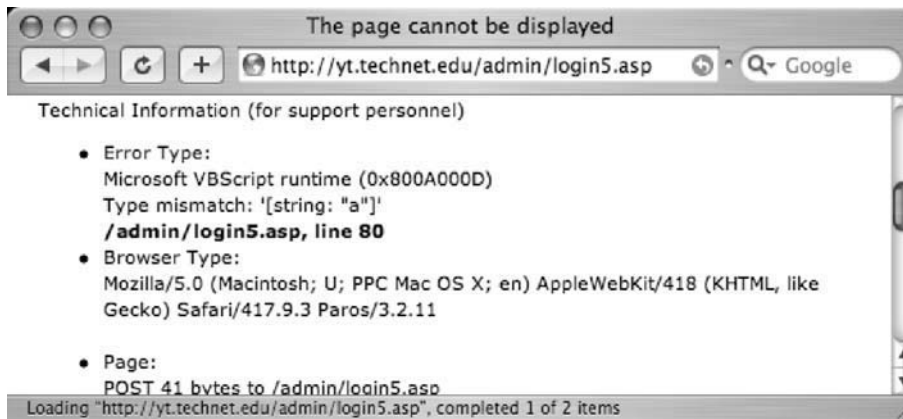 The page cannot be displayed
http://yt.technet.edu/admin/login5.asp
Google
Technical Information (for support personnel)
• Error Type:
Microsoft VBScript runtime (0x800A000D)
Type mismatch: '[string: "a"]'
/admin/login5.asp, line 80
• Browser Type:
Mozilla/5.0 (Macintosh; U; PPC Mac OS X; en) AppleWebKit/418 (KHTML, like
Gecko) Safari/417.9.3 Paros/3.2.11
• Page:
POST 41 bytes to /admin/login5.asp
Loading "http://yt.technet.edu/admin/login5.asp", completed 1 of 2 items